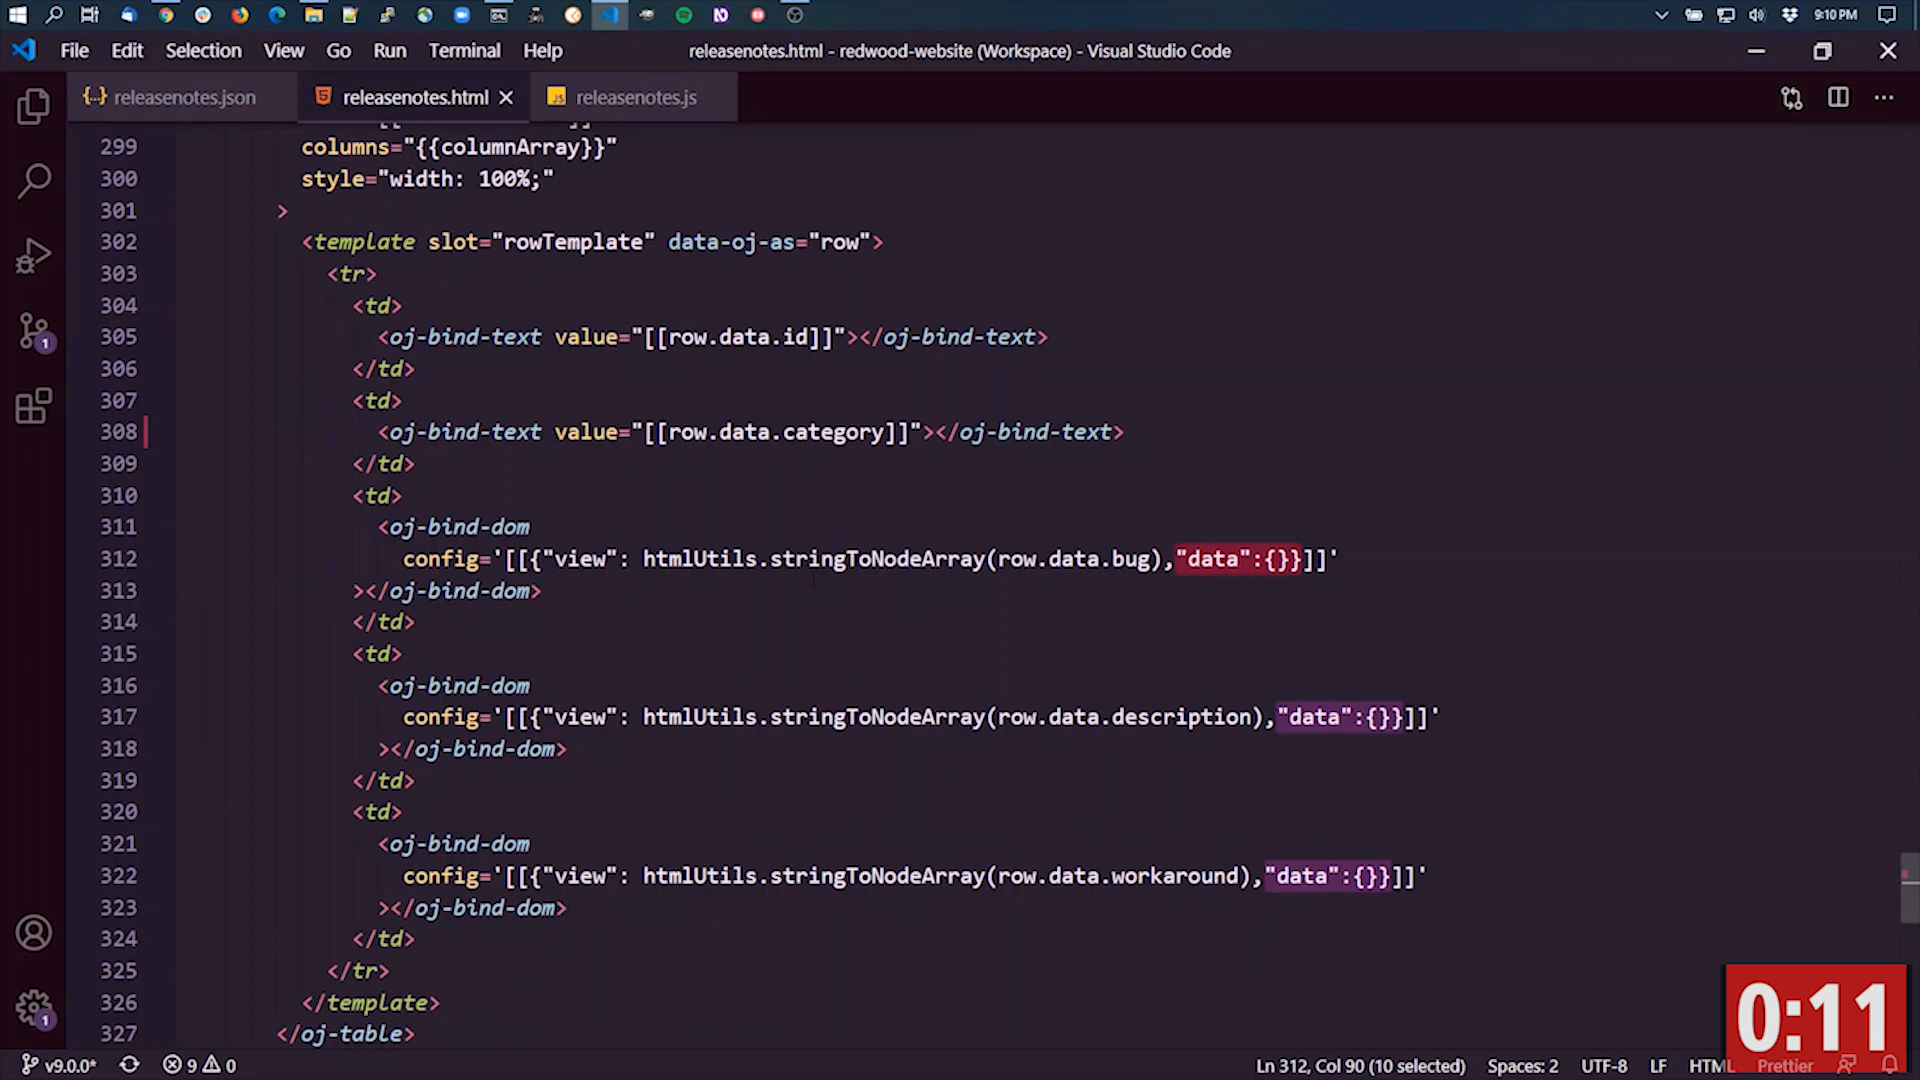 9:10 PM
File Edit Selection View Go Run Terminal Help
releasenotes.html - redwood-website (Workspace) - Visual Studio Code
{..} releasenotes.json
releasenotes.html
JS releasenotes.js
299 columns="{{columnArray}}"
300 style="width: 100%;"
301 >
302 <template slot="rowTemplate" data-oj-as="row">
303 <tr>
304 <td>
305 <oj-bind-text value="[[row.data.id]]"></oj-bind-text>
306 </td>
307 <td>
308 <oj-bind-text value="[[row.data.category]]"></oj-bind-text>
309 </td>
310 <td>
311 <oj-bind-dom
312 config='[[{"view": htmlUtils.stringToNodeArray(row.data.bug),"data":{}}]]'
313 ></oj-bind-dom>
314 </td>
315 <td>
316 <oj-bind-dom
317 config='[[{"view": htmlUtils.stringToNodeArray(row.data.description),"data":{}}]]'
318 ></oj-bind-dom>
319 </td>
320 <td>
321 <oj-bind-dom
322 config='[[{"view": htmlUtils.stringToNodeArray(row.data.workaround),"data":{}}]]'
323 ></oj-bind-dom>
324 </td>
325 </tr>
326 </template>
327 </oj-table>
1
1
0:11
v9.0.0* 9 0
Ln 312, Col 90 (10 selected) Spaces: 2 UTF-8 LF HTML Prettier